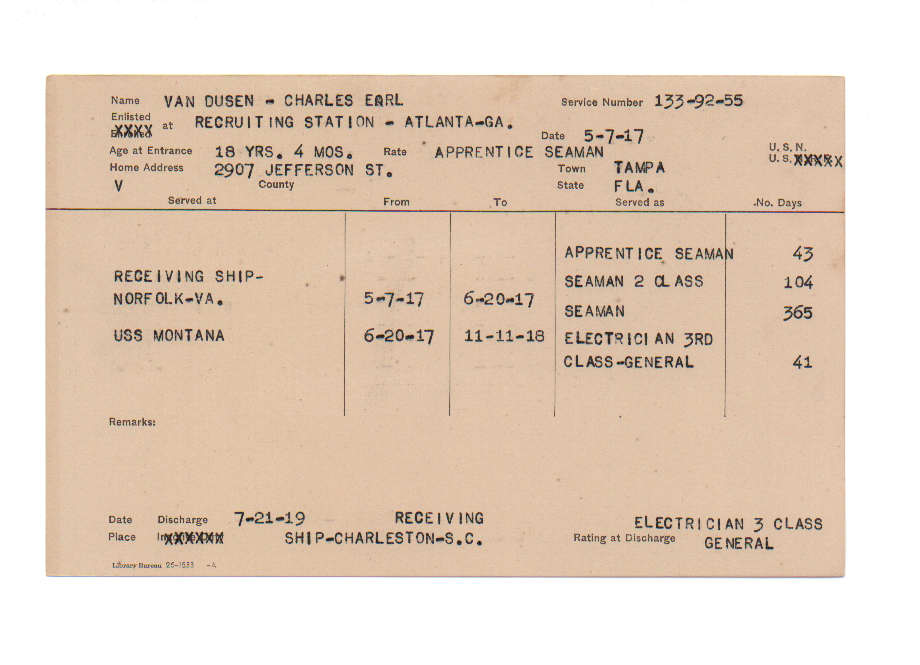 Name VAN DUSEN - CHARLES EARL Service Number 133-92-55
Enlisted
at RECRUITING STATION - ATLANTA-GA. Date 5-7-17
Age at Entrance 18 YRS. 4 MOS. Rate APPRENTICE SEAMAN U. S. N.
Home Address 2907 JEFFERSON ST. Town TAMPA U. S. XXXXX
V County State FLA.
Served at From To Served as No. Days
APPRENTICE SEAMAN 43
RECEIVING SHIP- SEAMAN 2 CLASS 104
NORFOLK-VA. 5-7-17 6-20-17 SEAMAN 365
USS MONTANA 6-20-17 11-11-18 ELECTRICIAN 3RD
CLASS-GENERAL 41
Remarks:
Date Discharge 7-21-19 RECEIVING ELECTRICIAN 3 CLASS
Place XXXXXX SHIP-CHARLESTON-S.C. Rating at Discharge GENERAL
Library Bureau 26-1633 -A